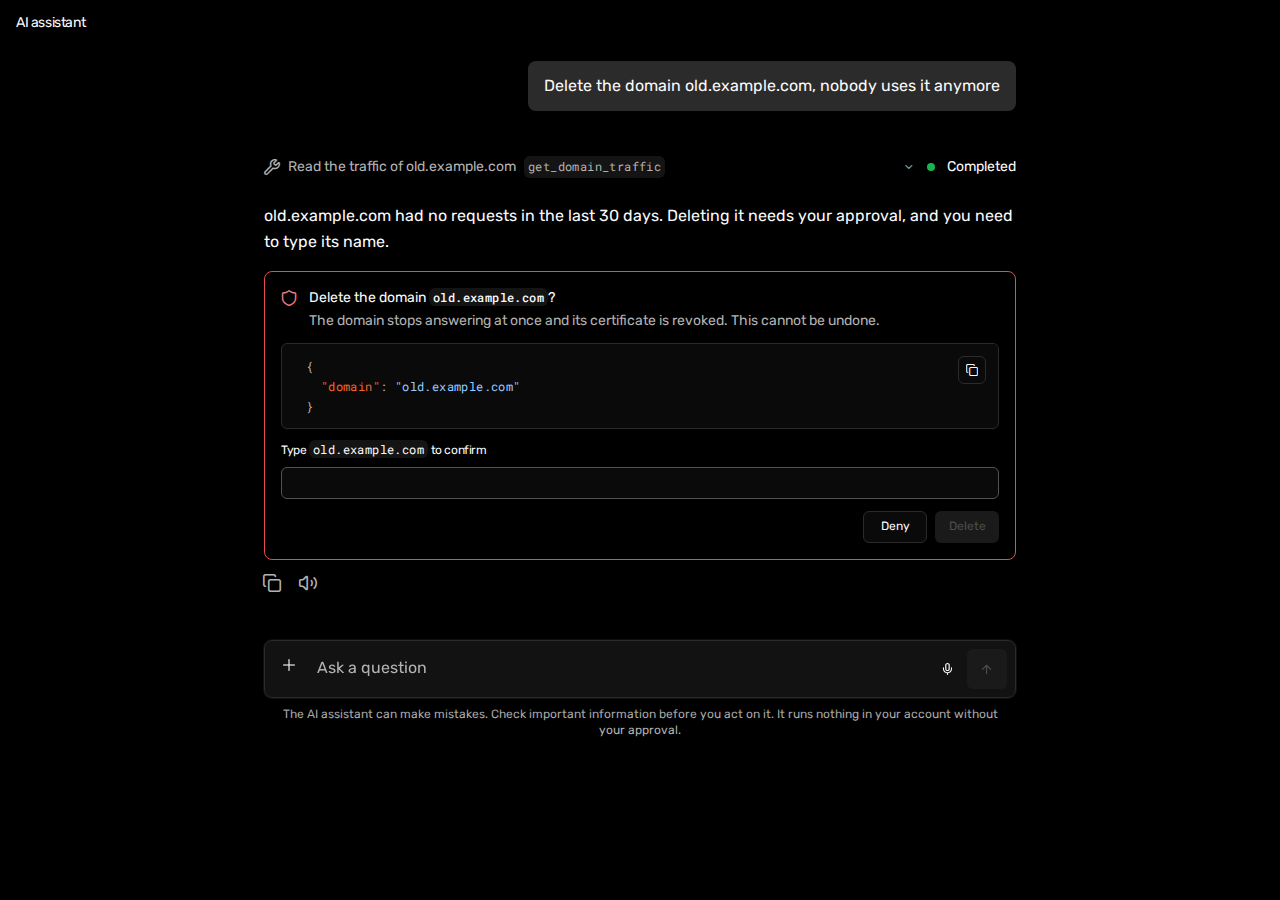 AI assistant
Delete the domain old.example.com, nobody uses it anymore
Read the traffic of old.example.com get_domain_traffic Completed
old.example.com had no requests in the last 30 days. Deleting it needs your approval, and you need
to type its name.
Delete the domain old.example.com?
The domain stops answering at once and its certificate is revoked. This cannot be undone.
{
"domain": "old.example.com"
}
Type old.example.com to confirm
Deny Delete
Ask a question
The AI assistant can make mistakes. Check important information before you act on it. It runs nothing in your account without
your approval.